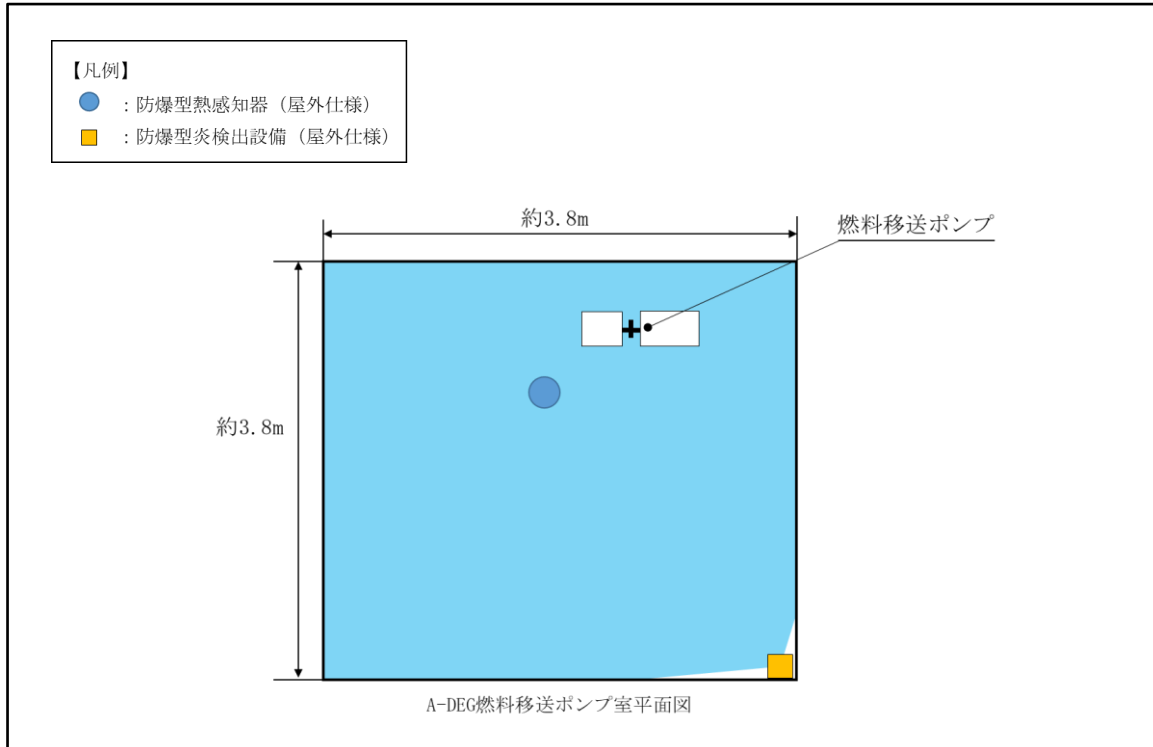 【凡例】
：防爆型熱感知器（屋外仕様）
：防爆型炎検出設備（屋外仕様）
約3.8m
燃料移送ポンプ
約3.8m
A-DEG燃料移送ポンプ室平面図